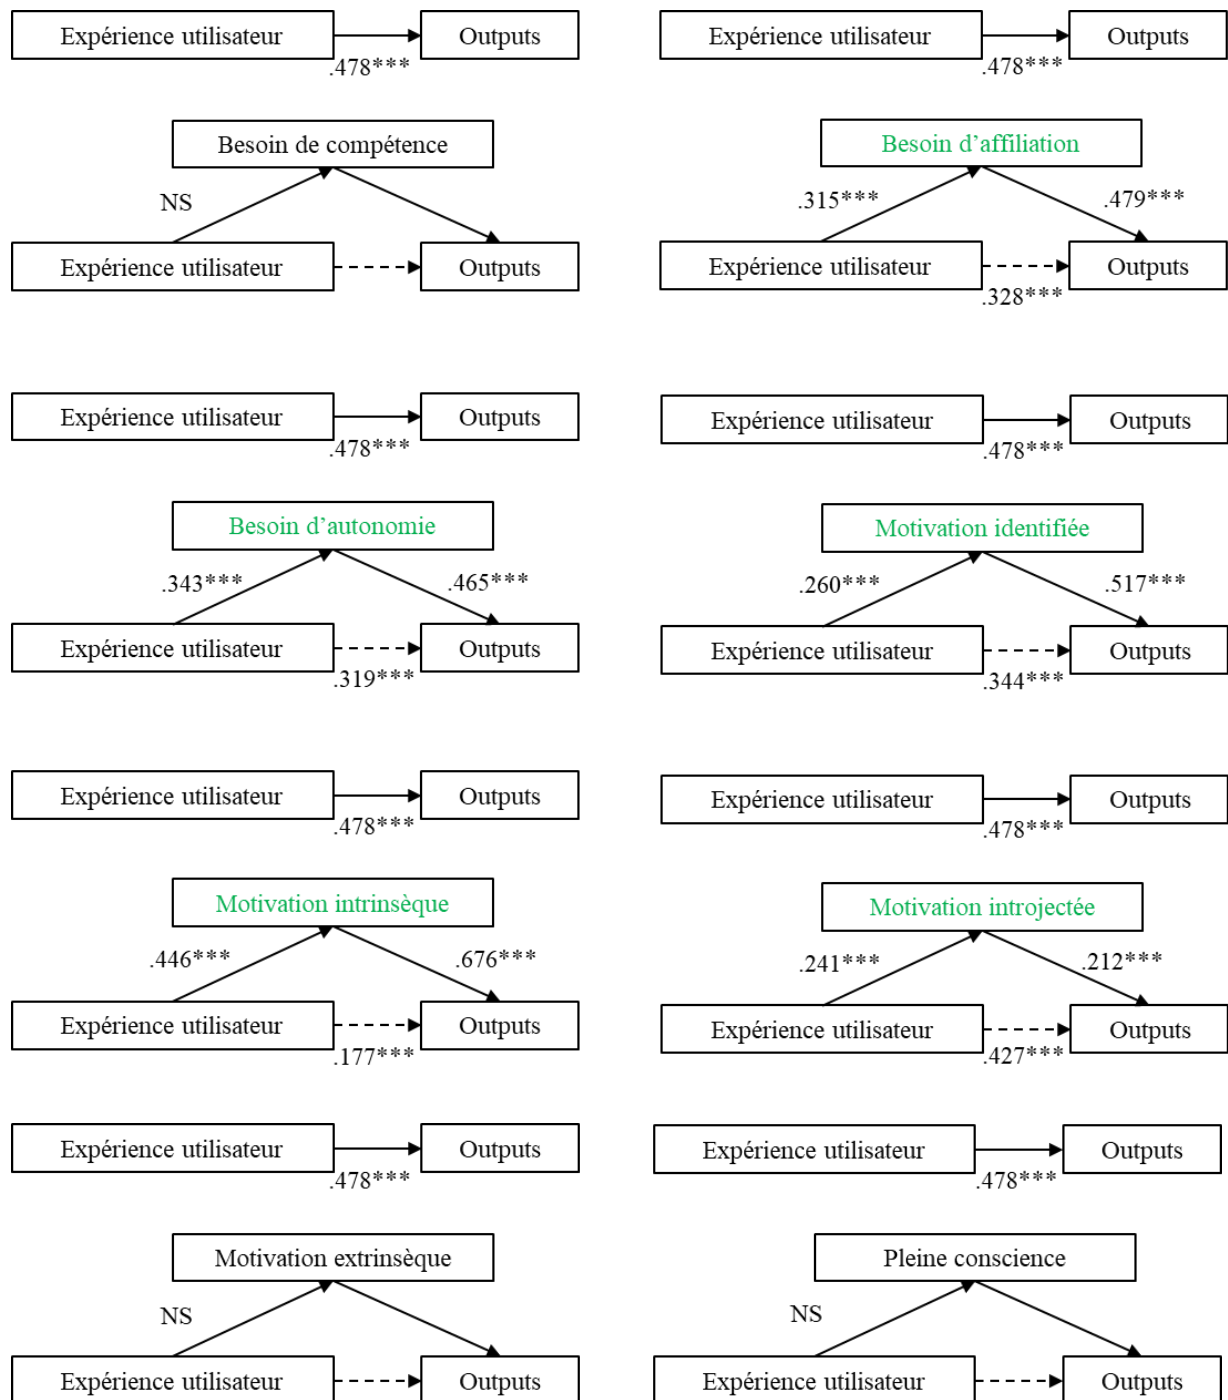 Expérience utilisateur Outputs
.478***
Besoin de compétence
NS
Expérience utilisateur Outputs
Expérience utilisateur Outputs
.478***
Besoin d’affiliation
.315*** .479***
Expérience utilisateur Outputs
.328***
Expérience utilisateur Outputs
.478***
Besoin d’autonomie
.343*** .465***
Expérience utilisateur Outputs
.319***
Expérience utilisateur Outputs
.478***
Motivation identifiée
.260*** .517***
Expérience utilisateur Outputs
.344***
Expérience utilisateur Outputs
.478***
Motivation intrinsèque
.446*** .676***
Expérience utilisateur Outputs
.177***
Expérience utilisateur Outputs
.478***
Motivation introjectée
.241*** .212***
Expérience utilisateur Outputs
.427***
Expérience utilisateur Outputs
.478***
Motivation extrinsèque
NS
Expérience utilisateur Outputs
Expérience utilisateur Outputs
.478***
Pleine conscience
NS
Expérience utilisateur Outputs